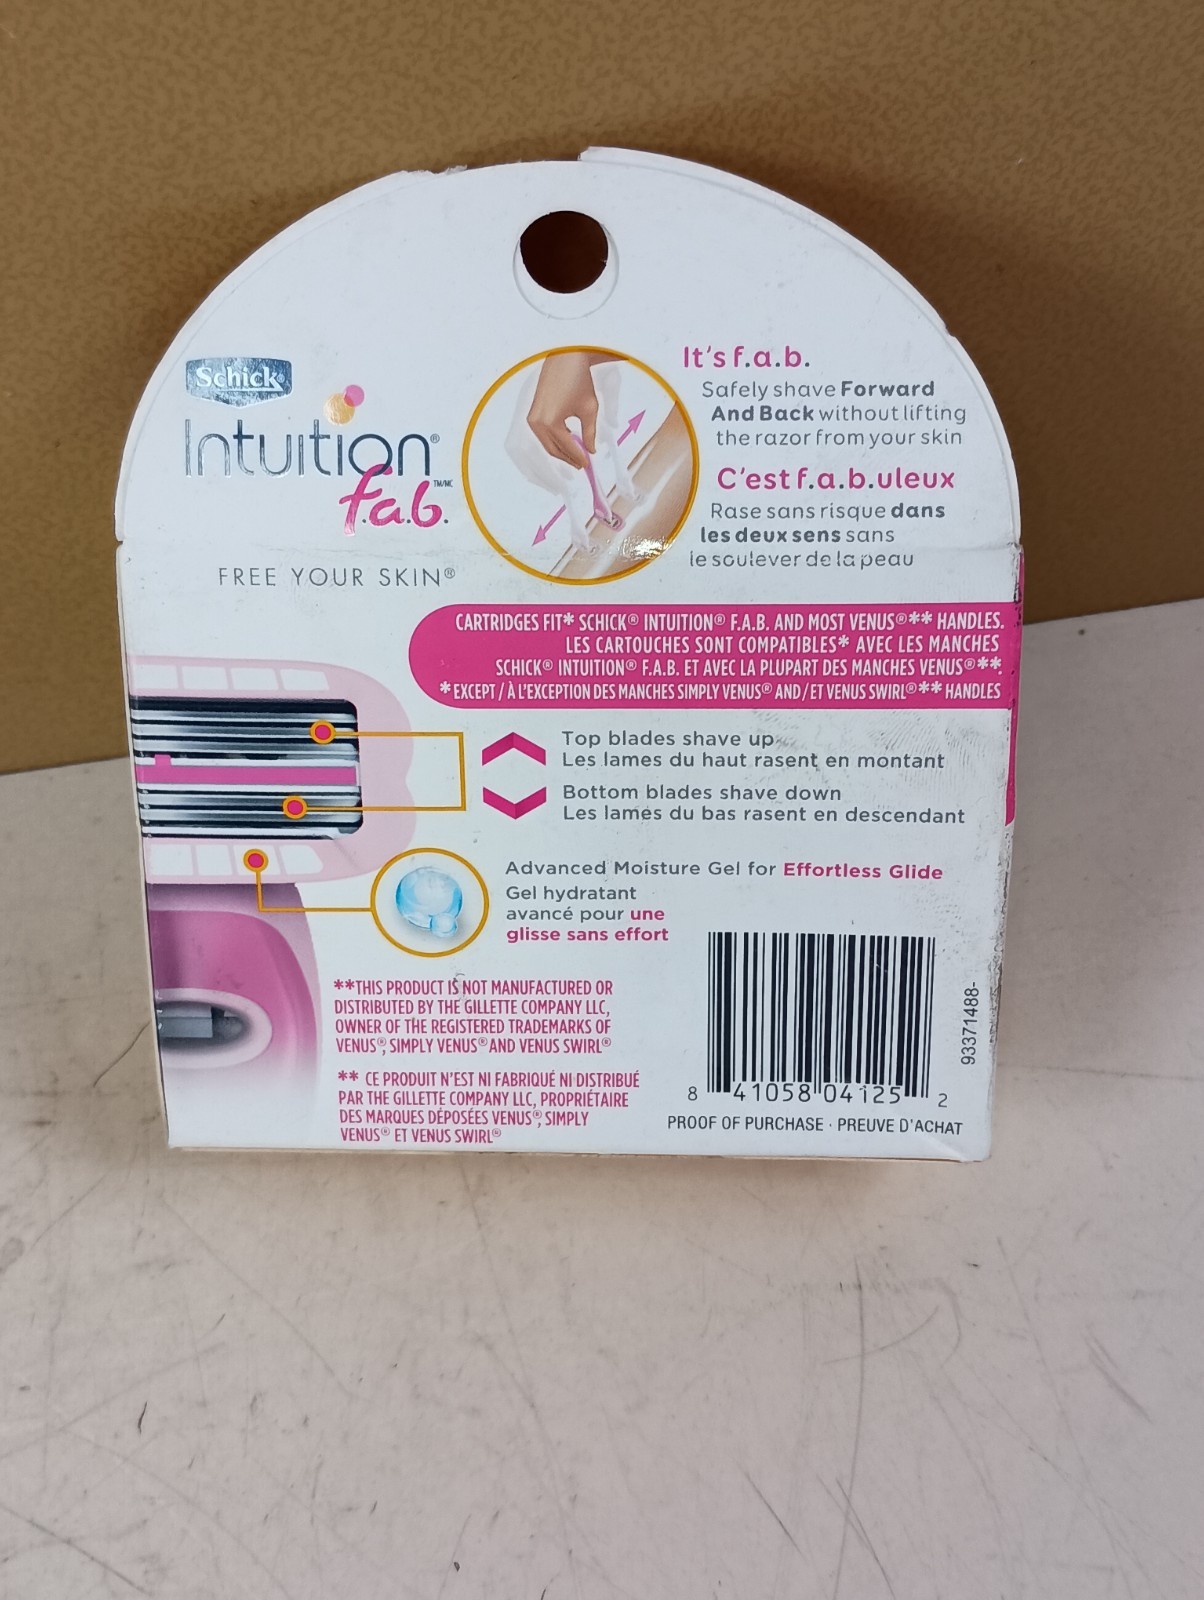 Schick®
Intuition®
f.a.b.™/MC
FREE YOUR SKIN®
It's f.a.b.
Safely shave Forward
And Back without lifting
the razor from your skin
C'est f.a.b.uleux
Rase sans risque dans
les deux sens sans
le soulever de la peau
CARTRIDGES FIT* SCHICK® INTUITION® F.A.B. AND MOST VENUS®** HANDLES.
LES CARTOUCHES SONT COMPATIBLES* AVEC LES MANCHES
SCHICK® INTUITION® F.A.B. ET AVEC LA PLUPART DES MANCHES VENUS®**.
*EXCEPT / À L'EXCEPTION DES MANCHES SIMPLY VENUS® AND/ET VENUS SWIRL®** HANDLES
Top blades shave up
Les lames du haut rasent en montant
Bottom blades shave down
Les lames du bas rasent en descendant
Advanced Moisture Gel for Effortless Glide
Gel hydratant
avancé pour une
glisse sans effort
**THIS PRODUCT IS NOT MANUFACTURED OR
DISTRIBUTED BY THE GILLETTE COMPANY LLC,
OWNER OF THE REGISTERED TRADEMARKS OF
VENUS®, SIMPLY VENUS® AND VENUS SWIRL®
** CE PRODUIT N'EST NI FABRIQUÉ NI DISTRIBUÉ
PAR THE GILLETTE COMPANY LLC, PROPRIÉTAIRE
DES MARQUES DÉPOSÉES VENUS®, SIMPLY
VENUS® ET VENUS SWIRL®
93371488-
8 41058 04125 2
PROOF OF PURCHASE · PREUVE D'ACHAT